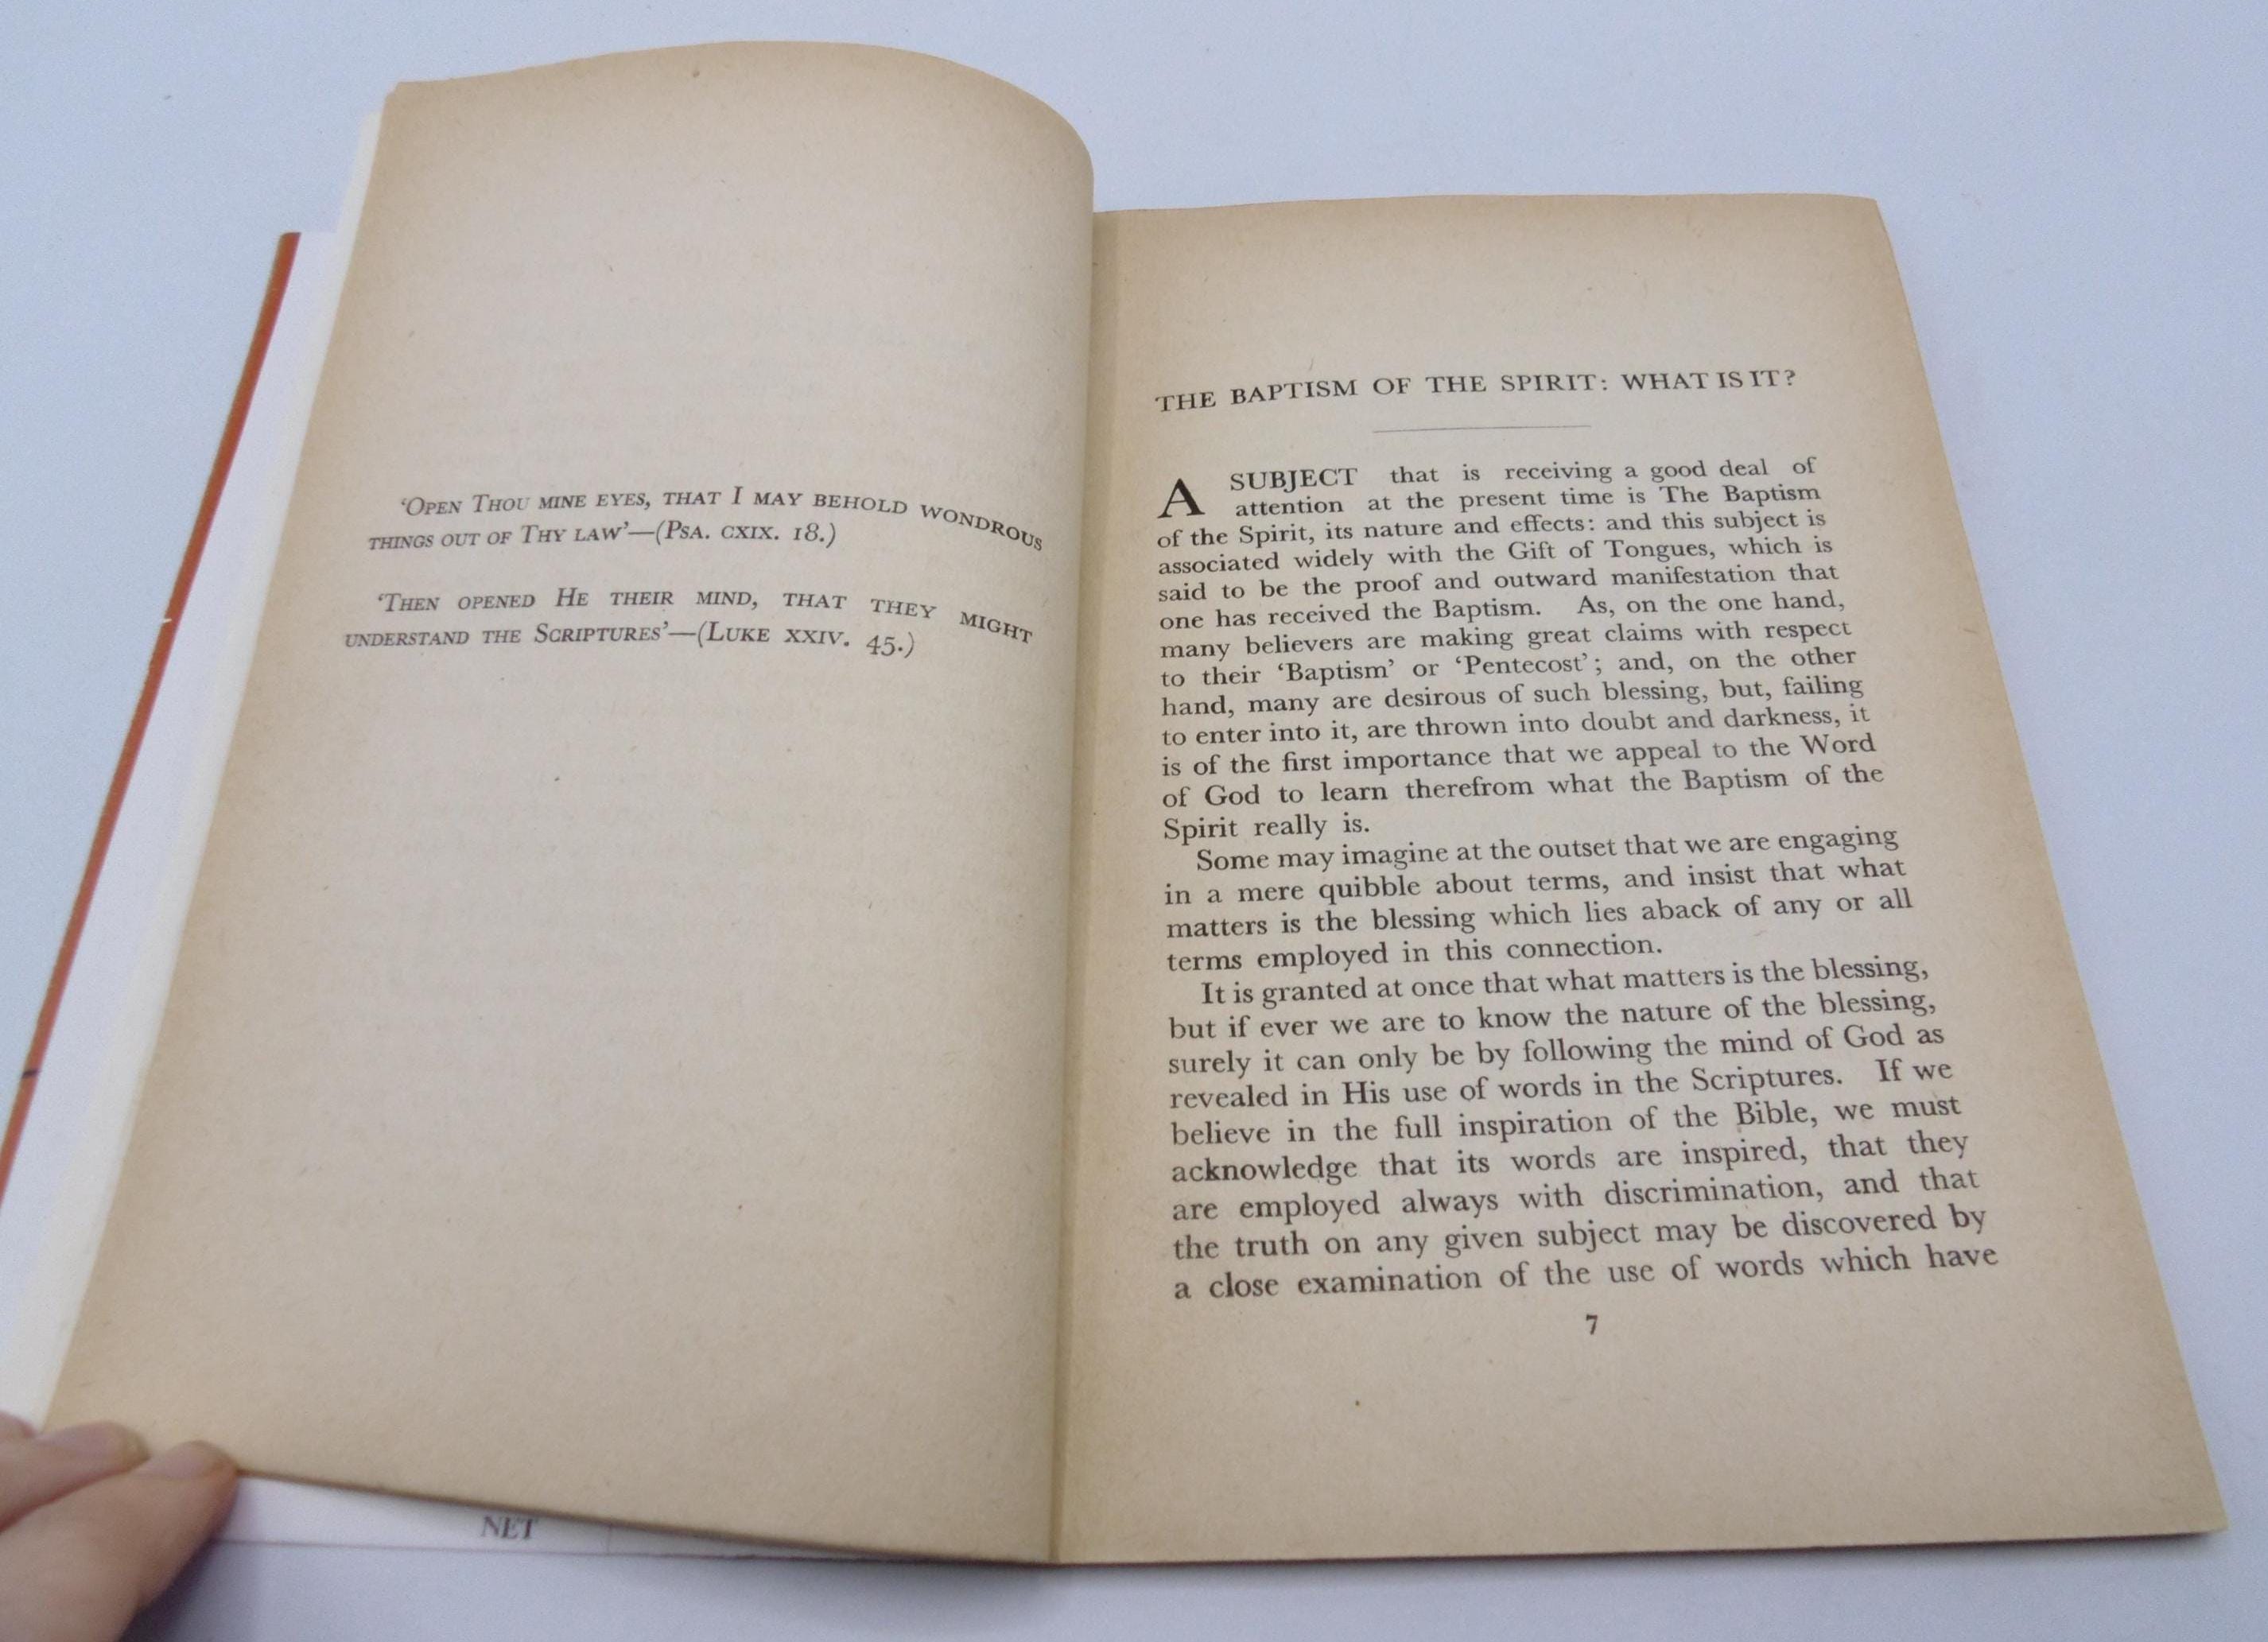 ‘OPEN THOU MINE EYES, THAT I MAY BEHOLD WONDROUS
THINGS OUT OF THY LAW’—(PSA. CXIX. 18.)
‘THEN OPENED HE THEIR MIND, THAT THEY MIGHT
UNDERSTAND THE SCRIPTURES’—(LUKE XXIV. 45.)
NET
THE BAPTISM OF THE SPIRIT: WHAT IS IT?
A SUBJECT that is receiving a good deal of
attention at the present time is The Baptism
of the Spirit, its nature and effects: and this subject is
associated widely with the Gift of Tongues, which is
said to be the proof and outward manifestation that
one has received the Baptism. As, on the one hand,
many believers are making great claims with respect
to their ‘Baptism’ or ‘Pentecost’; and, on the other
hand, many are desirous of such blessing, but, failing
to enter into it, are thrown into doubt and darkness, it
is of the first importance that we appeal to the Word
of God to learn therefrom what the Baptism of the
Spirit really is.
Some may imagine at the outset that we are engaging
in a mere quibble about terms, and insist that what
matters is the blessing which lies aback of any or all
terms employed in this connection.
It is granted at once that what matters is the blessing,
but if ever we are to know the nature of the blessing,
surely it can only be by following the mind of God as
revealed in His use of words in the Scriptures. If we
believe in the full inspiration of the Bible, we must
acknowledge that its words are inspired, that they
are employed always with discrimination, and that
the truth on any given subject may be discovered by
a close examination of the use of words which have
7